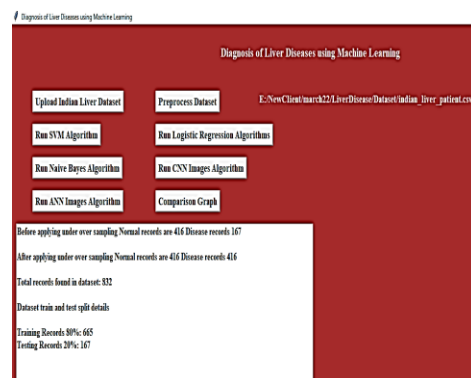 Diagnosis of Liver Diseases using Machine Learning
Diagnosis of Liver Diseases using Machine Learning
Upload Indian Liver Dataset
Preprocess Dataset
E:/NewClient/march22/LiverDisease/Dataset/indian_liver_patient.csv
Run SVM Algorithm
Run Logistic Regression Algorithms
Run Naive Bayes Algorithm
Run CNN Images Algorithm
Run ANN Images Algorithm
Comparison Graph
Before applying under over sampling Normal records are 416 Disease records 167
After applying under over sampling Normal records are 416 Disease records 416
Total records found in dataset: 832
Dataset train and test split details
Training Records 80%: 665
Testing Records 20%: 167